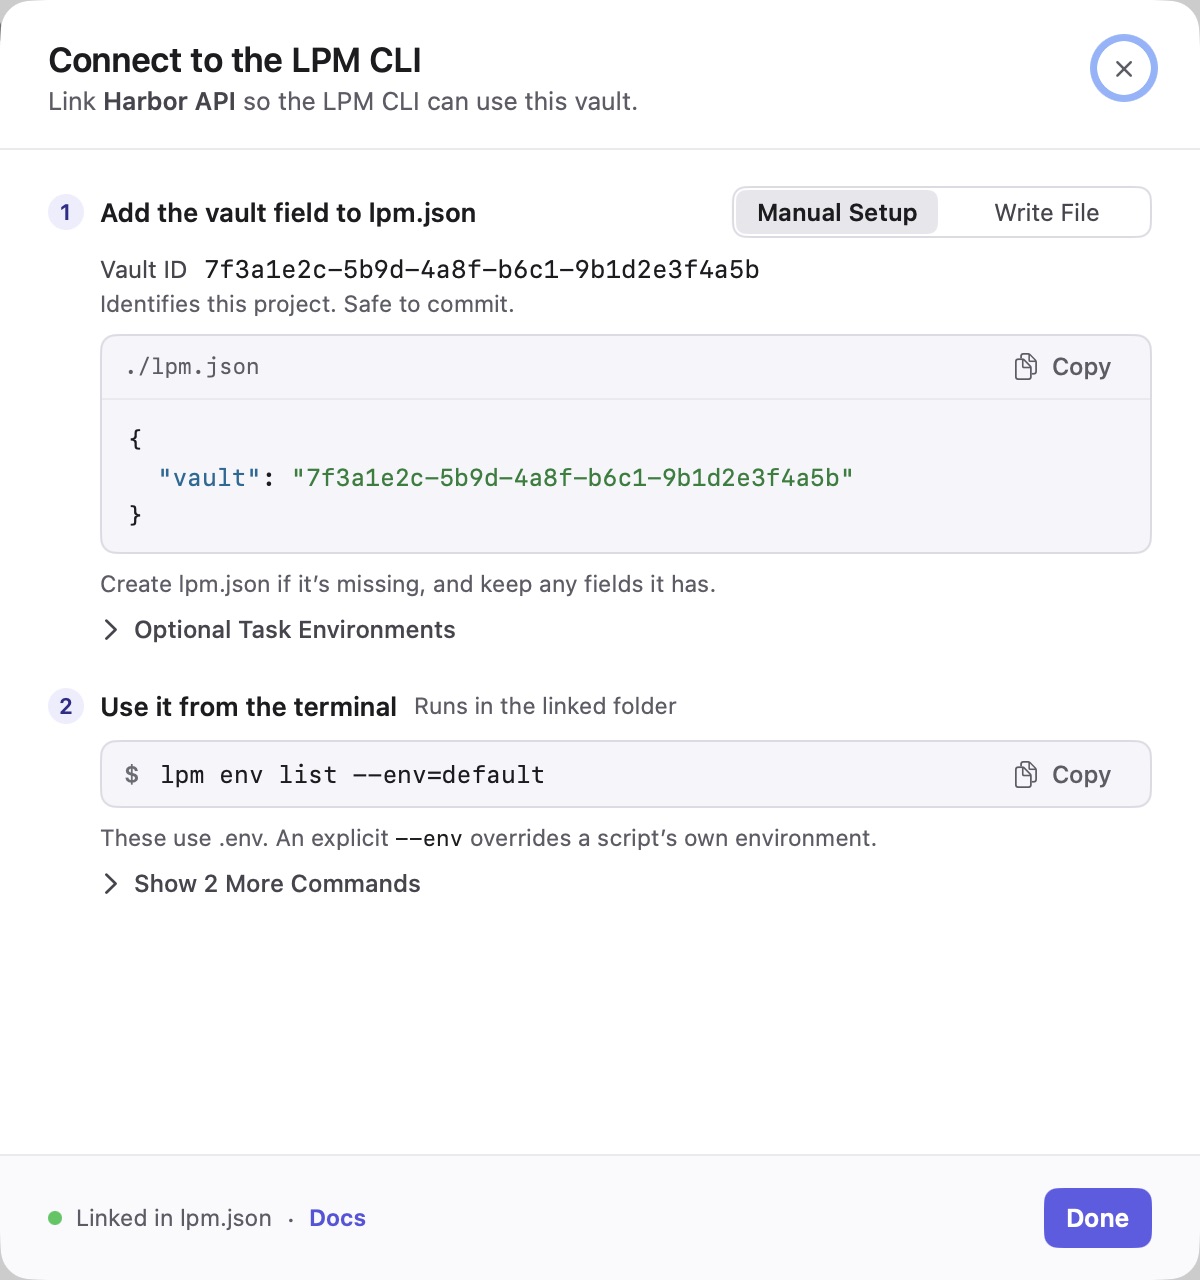 Connect to the LPM CLI
Link Harbor API so the LPM CLI can use this vault.
1 Add the vault field to lpm.json
Manual Setup Write File
Vault ID 7f3a1e2c-5b9d-4a8f-b6c1-9b1d2e3f4a5b
Identifies this project. Safe to commit.
./lpm.json Copy
{
"vault": "7f3a1e2c-5b9d-4a8f-b6c1-9b1d2e3f4a5b"
}
Create lpm.json if it’s missing, and keep any fields it has.
Optional Task Environments
2 Use it from the terminal Runs in the linked folder
$ lpm env list --env=default Copy
These use .env. An explicit --env overrides a script’s own environment.
Show 2 More Commands
Linked in lpm.json · Docs
Done